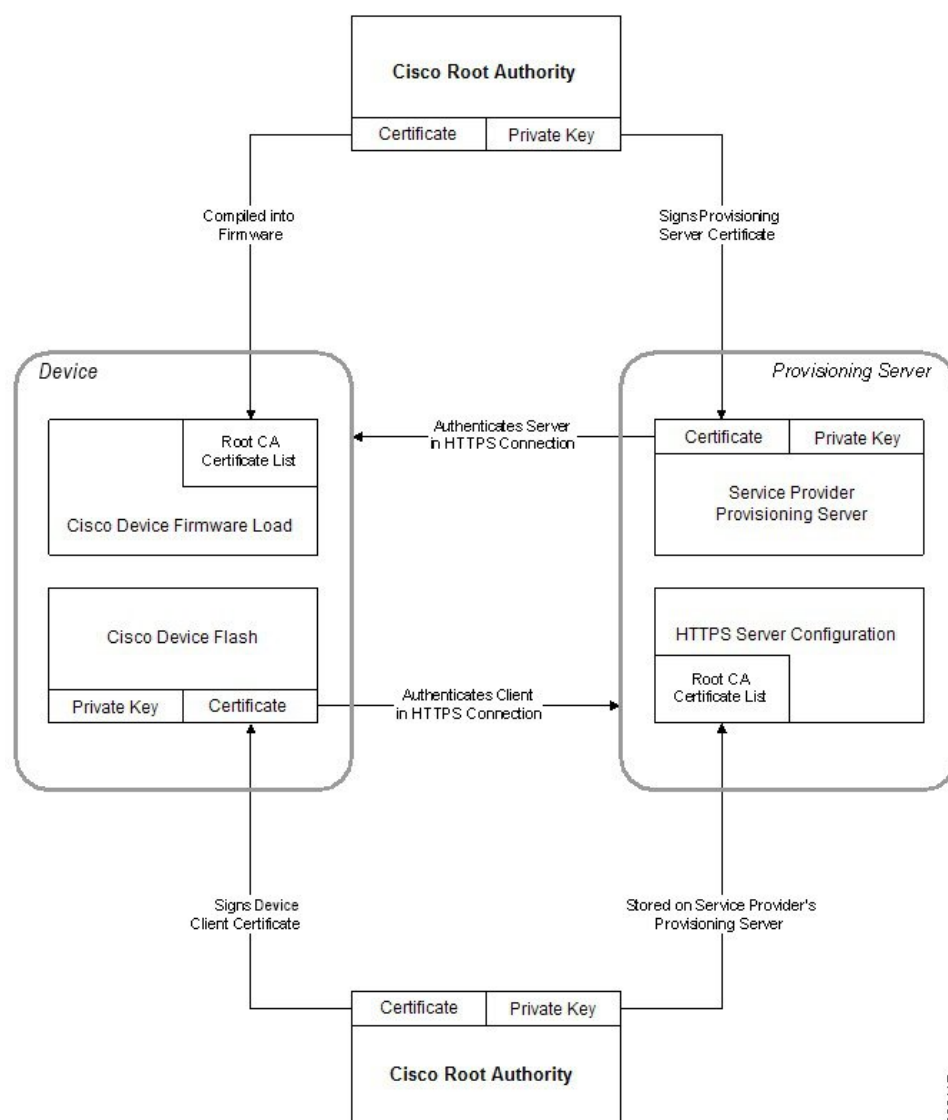 Cisco Root Authority
Certificate
Private Key
Compiled into
Firmware
Signs Provisioning
Server Certificate
Device
Provisioning Server
Root CA
Certificate List
Cisco Device Firmware Load
Authenticates Server
in HTTPS Connection
Certificate
Private Key
Service Provider
Provisioning Server
Cisco Device Flash
Private Key
Certificate
Authenticates Client
in HTTPS Connection
HTTPS Server Configuration
Root CA
Certificate List
Signs Device
Client Certificate
Stored on Service Provider's
Provisioning Server
Certificate
Private Key
Cisco Root Authority